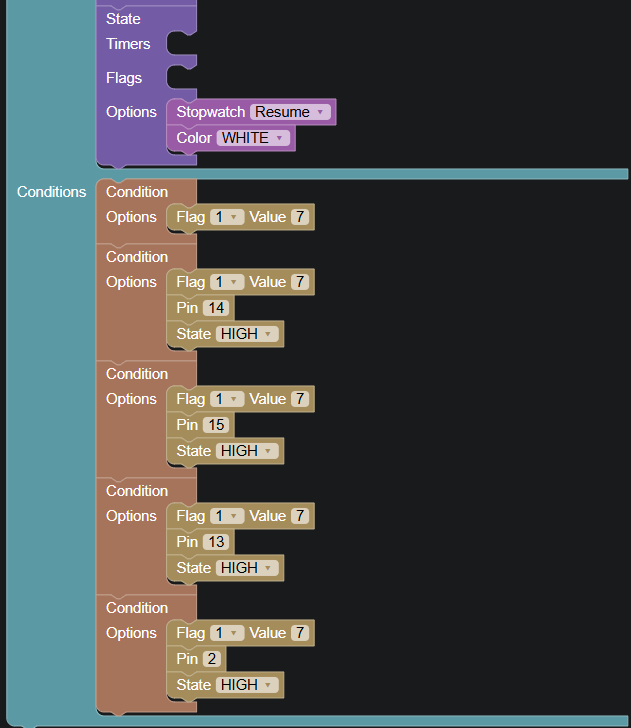 State
Timers
Flags
Options Stopwatch Resume
Color WHITE
Conditions Condition
Options Flag 1 Value 7
Condition
Options Flag 1 Value 7
Pin 14
State HIGH
Condition
Options Flag 1 Value 7
Pin 15
State HIGH
Condition
Options Flag 1 Value 7
Pin 13
State HIGH
Condition
Options Flag 1 Value 7
Pin 2
State HIGH